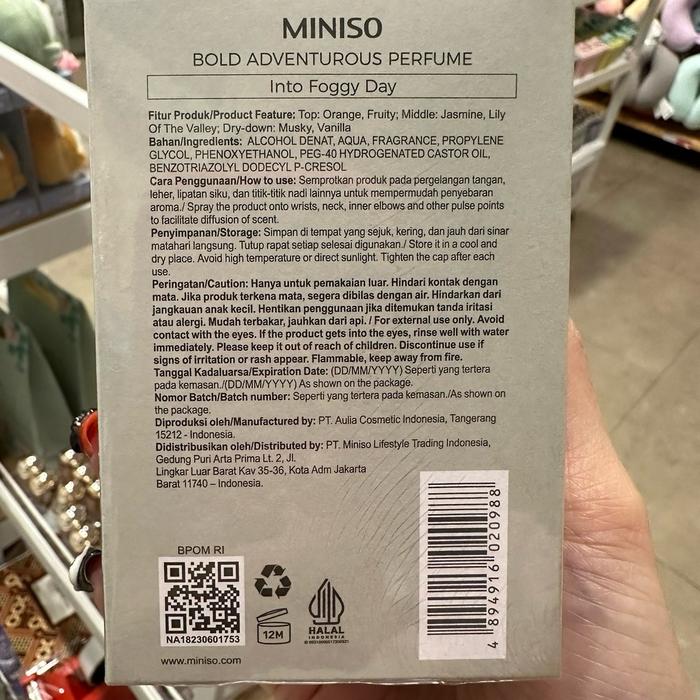 MINISO
BOLD ADVENTUROUS PERFUME
Into Foggy Day
Fitur Produk/Product Feature: Top: Orange, Fruity; Middle: Jasmine, Lily
Of The Valley; Dry-down: Musky, Vanilla
Bahan/Ingredients: ALCOHOL DENAT, AQUA, FRAGRANCE, PROPYLENE
GLYCOL, PHENOXYETHANOL, PEG-40 HYDROGENATED CASTOR OIL,
BENZOTRIAZOLYL DODECYL P-CRESOL
Cara Penggunaan/How to use: Semprotkan produk pada pergelangan tangan,
leher, lipatan siku, dan titik-titik nadi lainnya untuk mempermudah penyebaran
aroma./ Spray the product onto wrists, neck, inner elbows and other pulse points
to facilitate diffusion of scent.
Penyimpanan/Storage: Simpan di tempat yang sejuk, kering, dan jauh dari sinar
matahari langsung. Tutup rapat setiap selesai digunakan./ Store it in a cool and
dry place. Avoid high temperature or direct sunlight. Tighten the cap after each
use.
Peringatan/Caution: Hanya untuk pemakaian luar. Hindari kontak dengan
mata. Jika produk terkena mata, segera dibilas dengan air. Hindarkan dari
jangkauan anak kecil. Hentikan penggunaan jika ditemukan tanda iritasi
atau alergi. Mudah terbakar, jauhkan dari api. / For external use only. Avoid
contact with the eyes. If the product gets into the eyes, rinse well with water
immediately. Please keep it out of reach of children. Discontinue use if
signs of irritation or rash appear. Flammable, keep away from fire.
Tanggal Kadaluarsa/Expiration Date: (DD/MM/YYYY) Seperti yang tertera
pada kemasan./(DD/MM/YYYY) As shown on the package.
Nomor Batch/Batch number: Seperti yang tertera pada kemasan./As shown on
the package.
Diproduksi oleh/Manufactured by: PT. Aulia Cosmetic Indonesia, Tangerang
15212 - Indonesia.
Didistribusikan oleh/Distributed by: PT. Miniso Lifestyle Trading Indonesia,
Gedung Puri Arta Prima Lt. 2, Jl.
Lingkar Luar Barat Kav 35-36, Kota Adm Jakarta
Barat 11740 – Indonesia.
BPOM RI
NA18230601753
12M
HALAL
INDONESIA
www.miniso.com
4 894916 020988